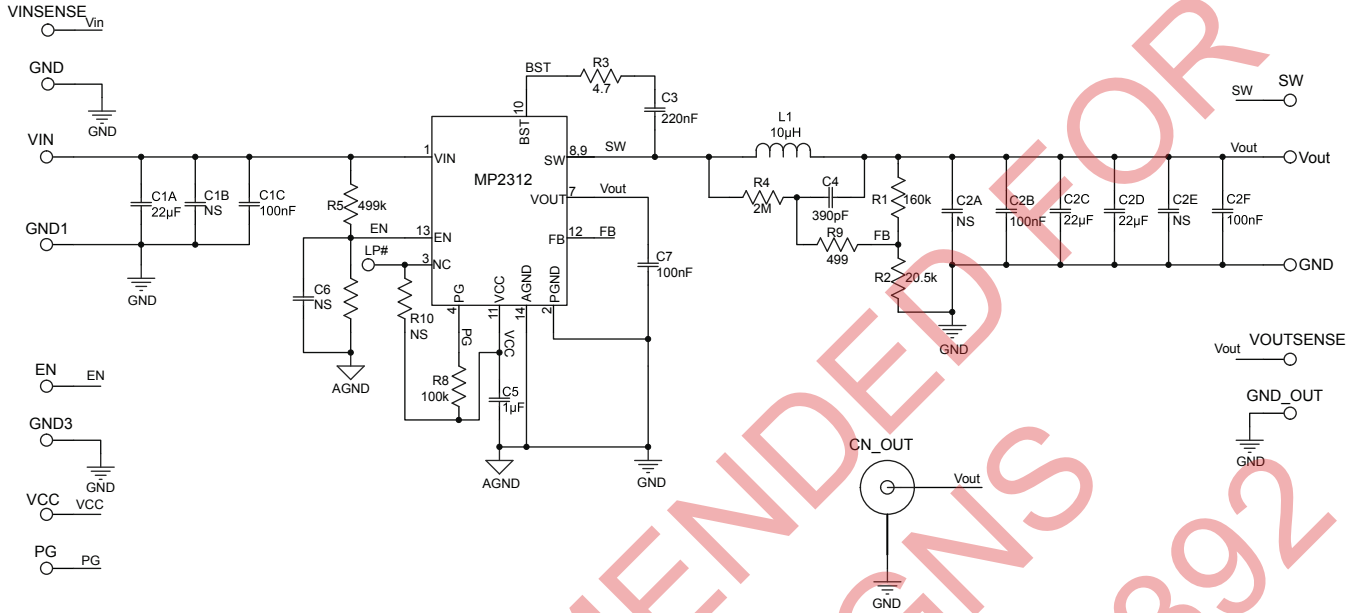 VINSENSE
Vin
GND
GND
VIN
GND1
C1A
22µF
C1B
NS
C1C
100nF
GND
R5
499k
EN
LP#
C6
NS
AGND
R10
NS
BST
R3
4.7
C3
220nF
10
BST
1
VIN
MP2312
SW
8,9
SW
VOUT
7
Vout
13
EN
FB
12
FB
3
NC
PG
VCC
AGND
PGND
4
11
14
2
PG
VCC
R8
100k
C5
1µF
AGND
C7
100nF
GND
L1
10µH
R4
2M
C4
390pF
R9
499
FB
R1
160k
R2
20.5k
C2A
NS
C2B
100nF
C2C
22µF
C2D
22µF
C2E
NS
C2F
100nF
GND
SW
SW
Vout
Vout
GND
VOUTSENSE
Vout
GND_OUT
GND
CN_OUT
Vout
GND
EN
EN
GND3
GND
VCC
VCC
PG
PG
MENDED FOR
GNS
892